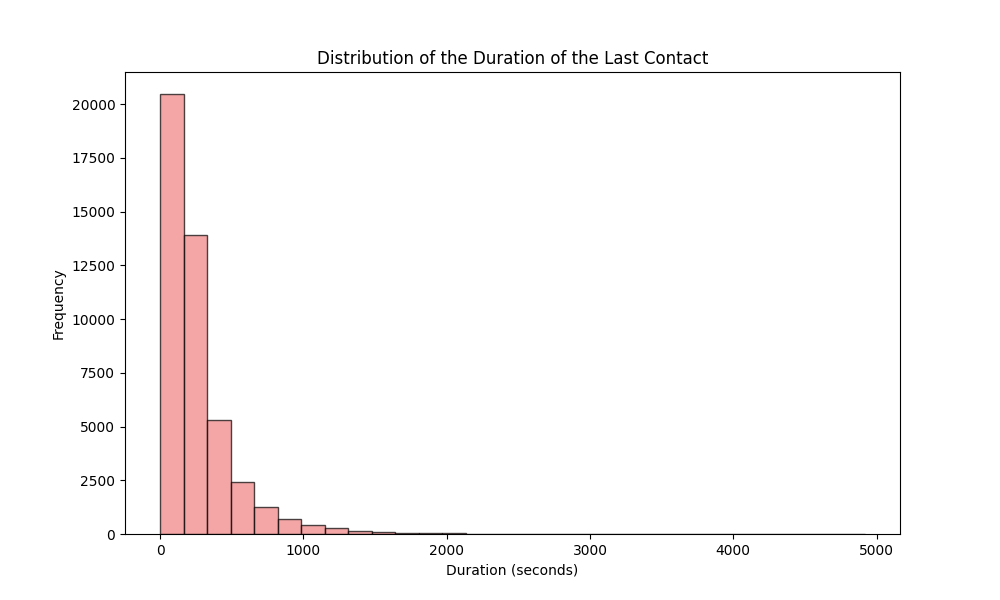 Distribution of the Duration of the Last Contact
20000
17500
15000
12500
10000
7500
5000
2500
0
Frequency
0 1000 2000 3000 4000 5000
Duration (seconds)